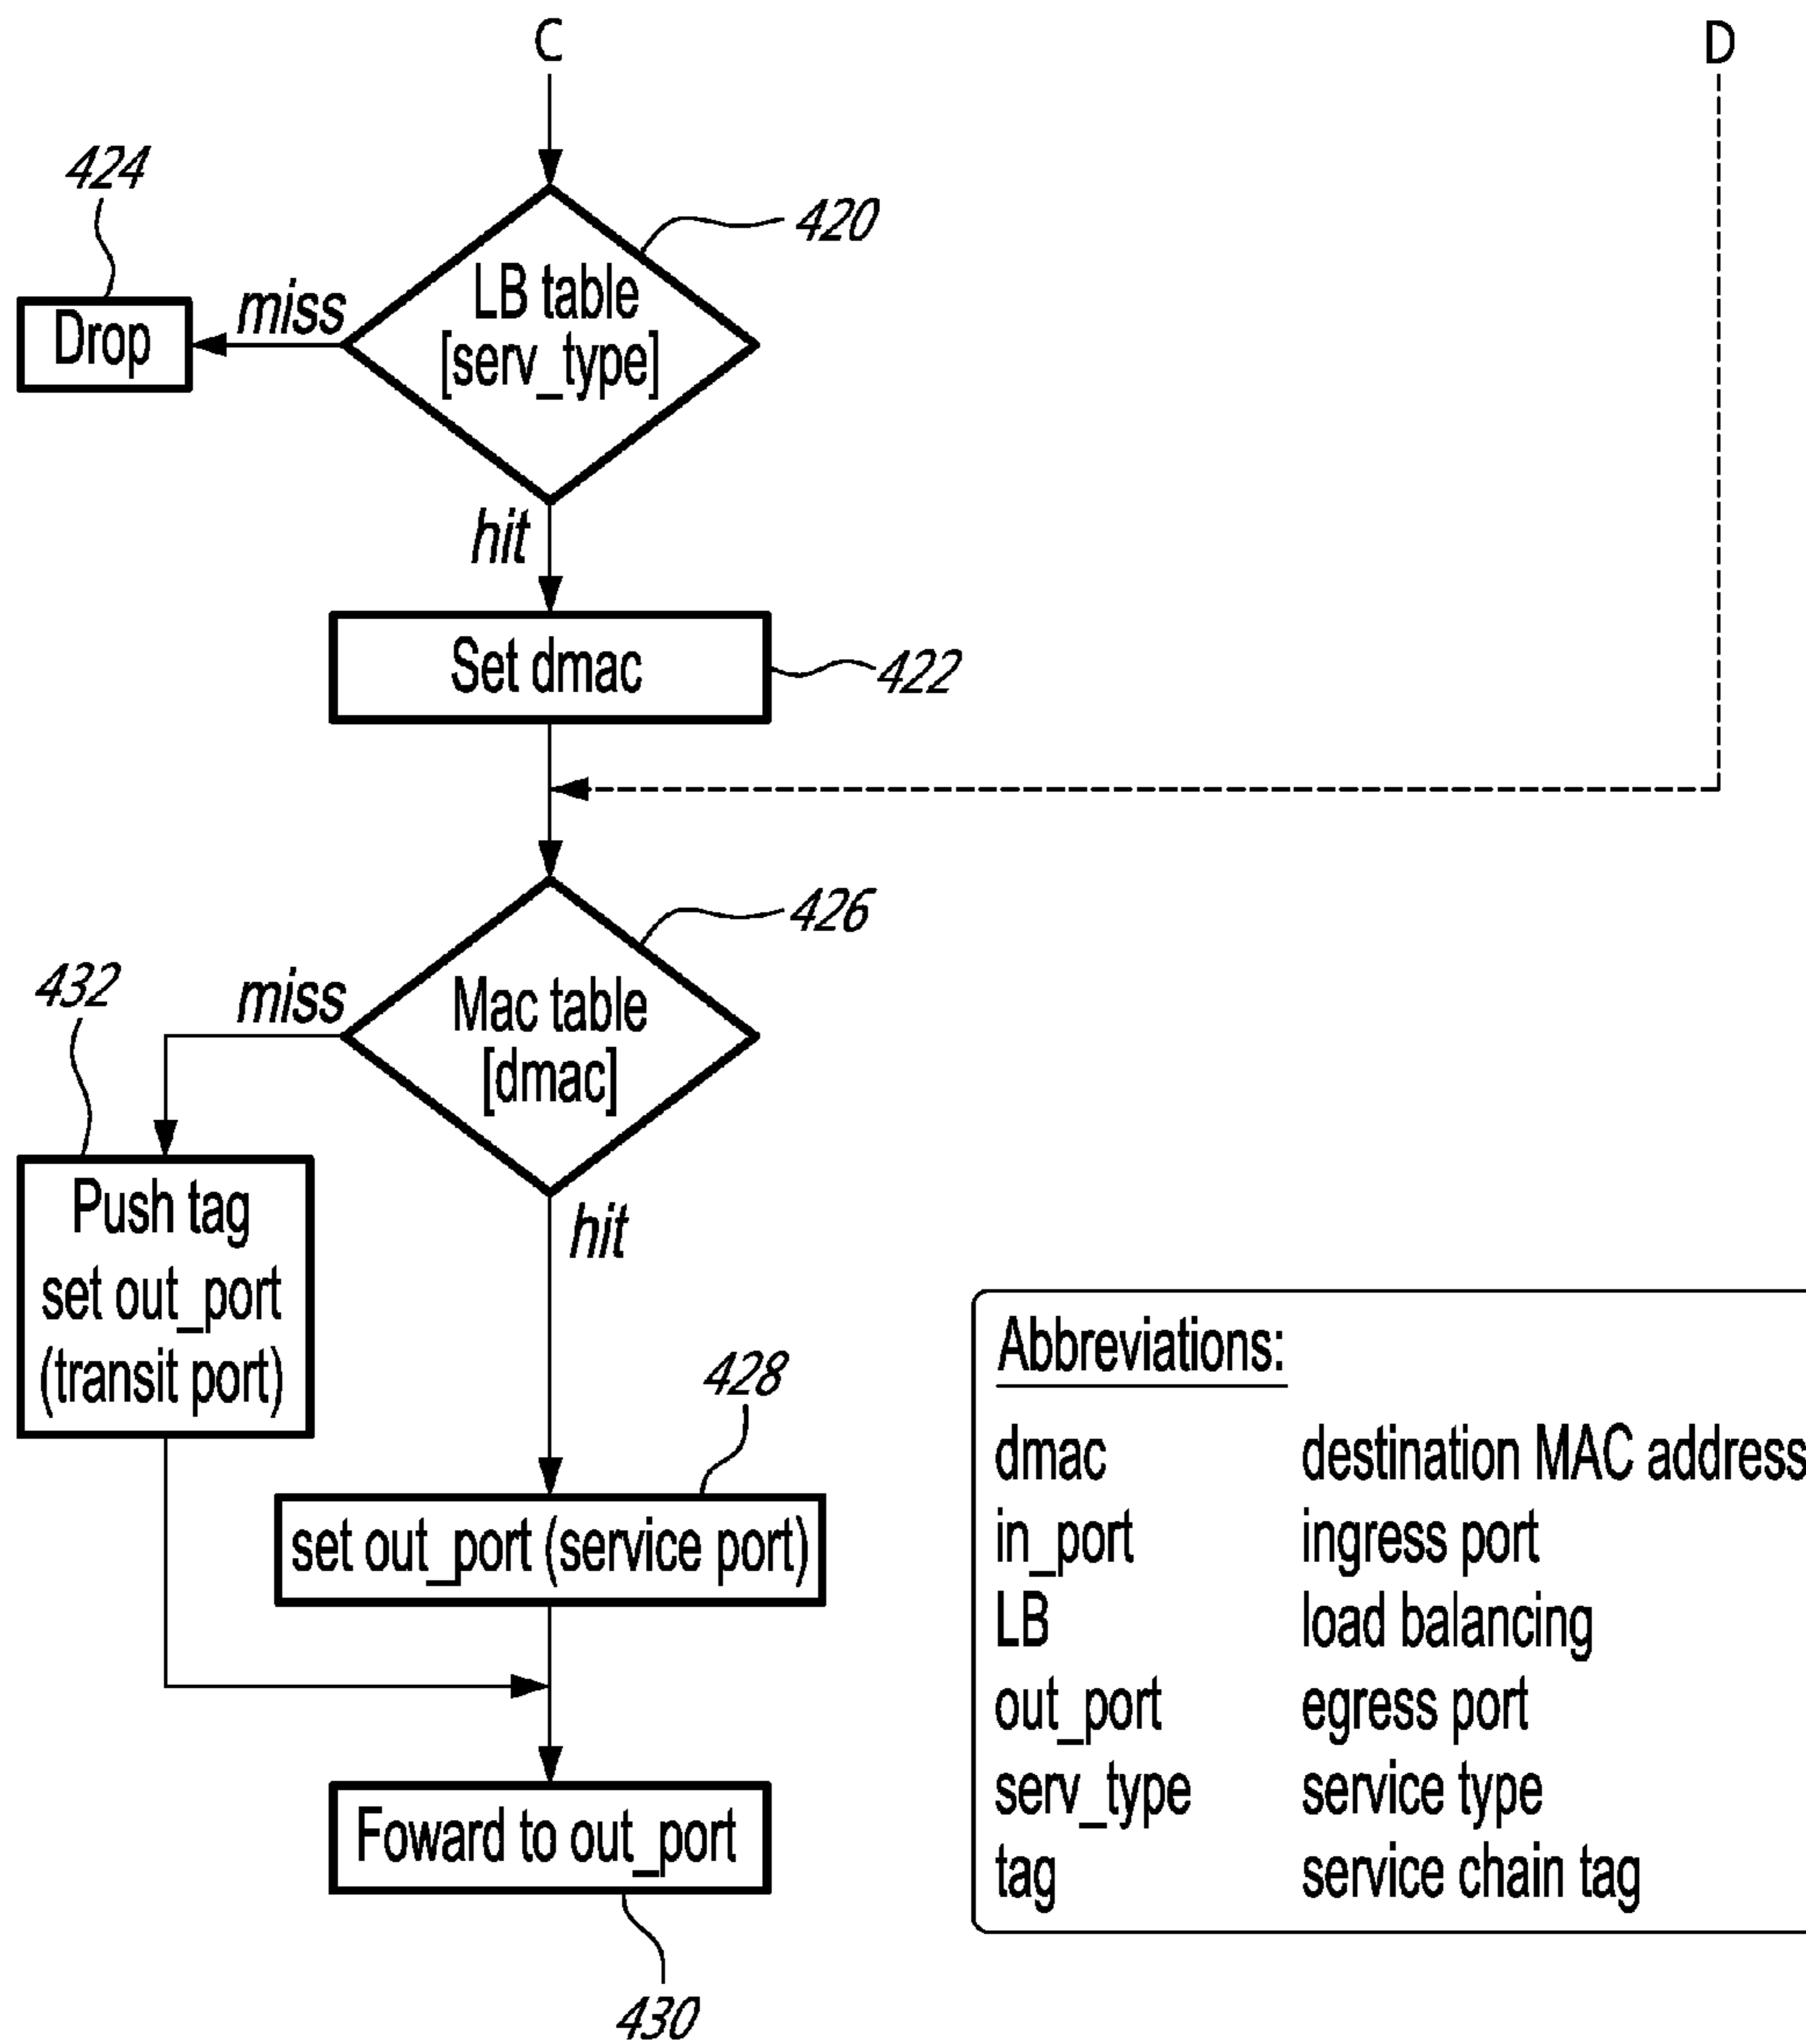 C
D
424
420
LB table
[serv_type]
miss
Drop
hit
Set dmac
422
426
432
miss
Mac table
[dmac]
Push tag
set out_port
(transit port)
hit
428
set out_port (service port)
Foward to out_port
430
Abbreviations:
dmac destination MAC address
in_port ingress port
LB load balancing
out_port egress port
serv_type service type
tag service chain tag